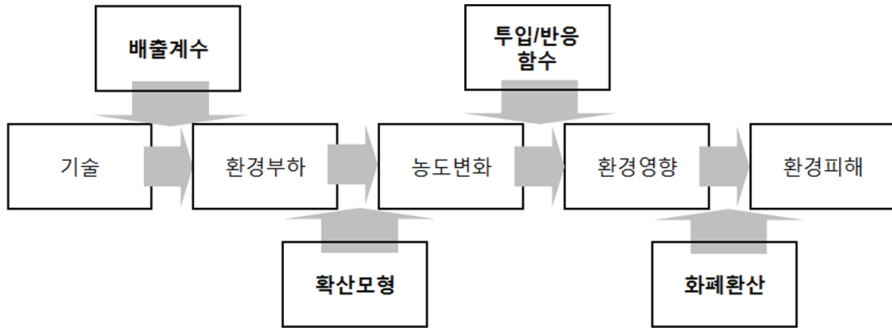 배출계수
투입/반응
함수
기술
환경부하
농도변화
환경영향
환경피해
확산모형
화폐환산